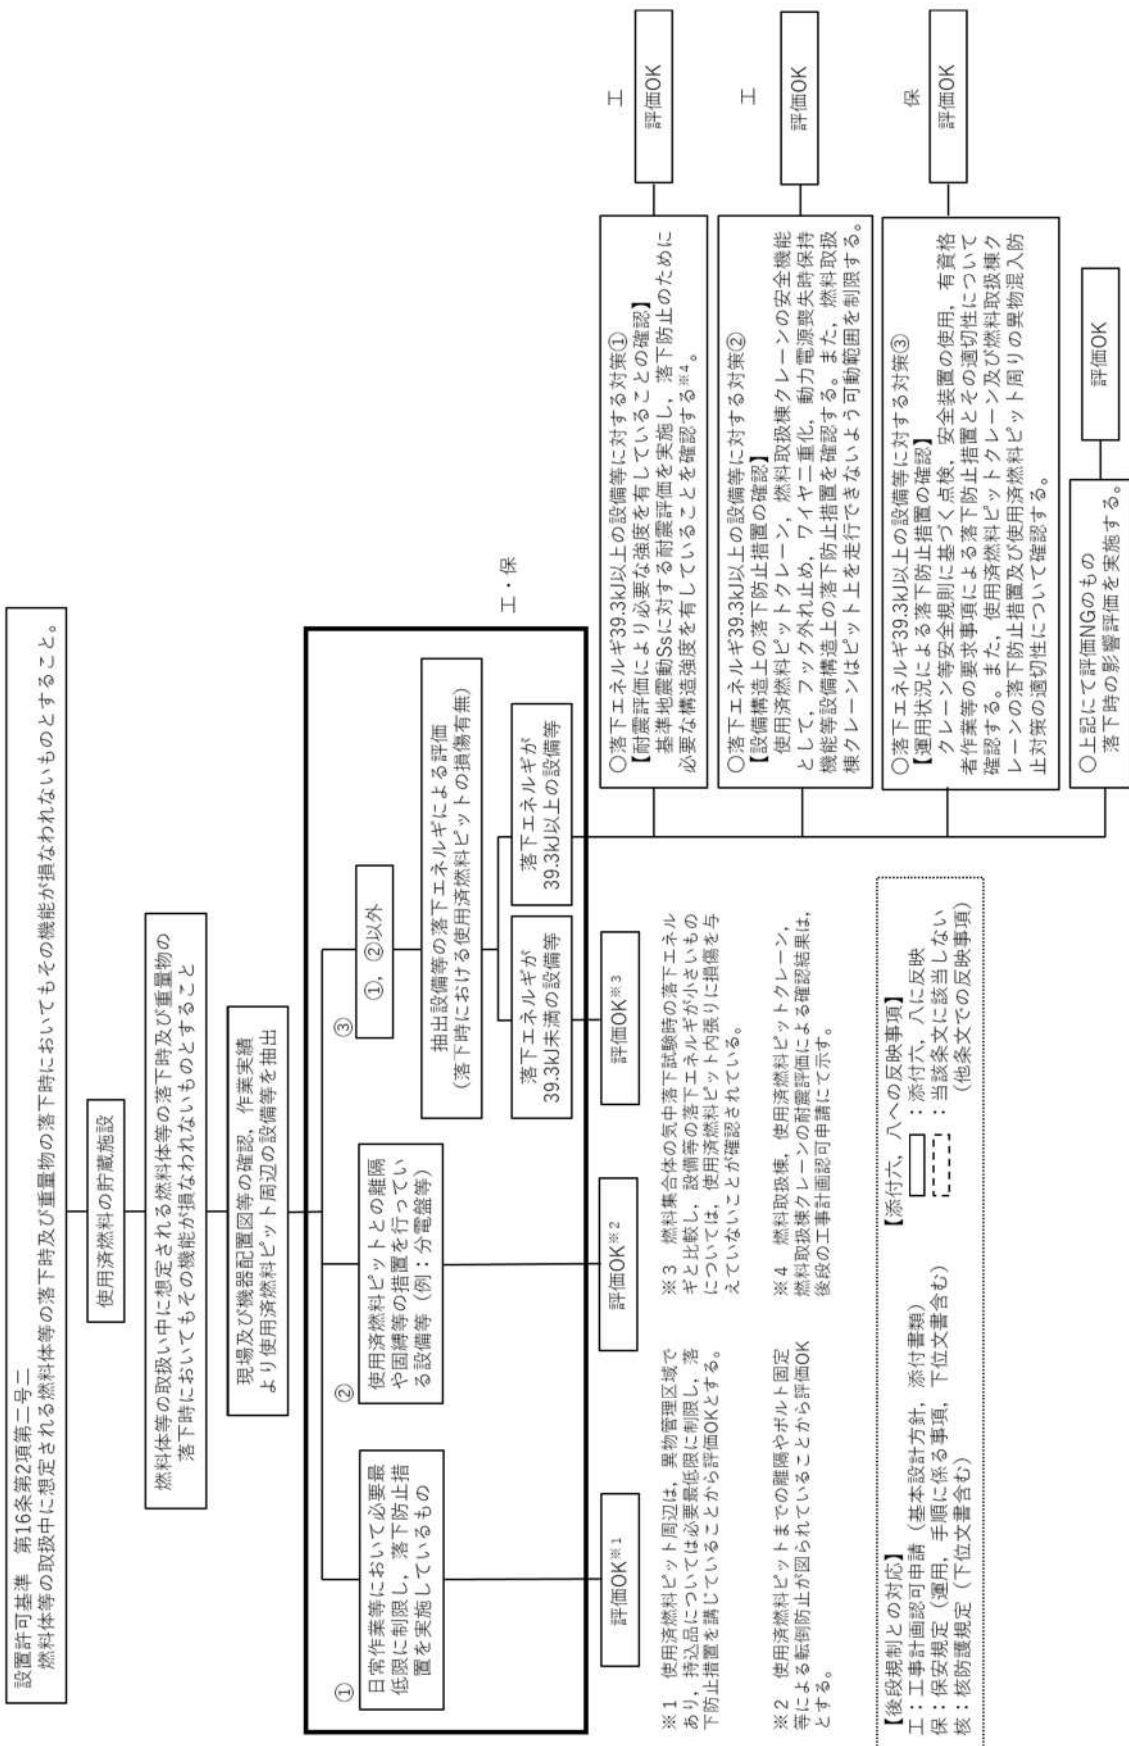 設置許可基準　第16条第2項第二号ニ
燃料体等の取扱中に想定される燃料体等の落下時及び重量物の落下時においてもその機能が損なわれないものとすること。
使用済燃料の貯蔵施設
燃料体等の取扱い中に想定される燃料体等の落下時及び重量物の
落下時においてもその機能が損なわれないものとすること
現場及び機器配置図等の確認，作業実績
より使用済燃料ピット周辺の設備等を抽出
工・保
①
日常作業等において必要最
低限に制限し，落下防止措
置を実施しているもの
②
使用済燃料ピットとの離隔
や固縛等の措置を行ってい
る設備等（例：分電盤等）
③
①，②以外
抽出設備等の落下エネルギによる評価
（落下時における使用済燃料ピットの損傷有無）
落下エネルギが
39.3kJ未満の設備等
落下エネルギが
39.3kJ以上の設備等
評価OK※1
評価OK※2
評価OK※3
○落下エネルギ39.3kJ以上の設備等に対する対策①
【耐震評価により必要な強度を有していることの確認】
基準地震動Ssに対する耐震評価を実施し，落下防止のために
必要な構造強度を有していることを確認する※4。
工
評価OK
○落下エネルギ39.3kJ以上の設備等に対する対策②
【設備構造上の落下防止措置の確認】
使用済燃料ピットクレーン，燃料取扱棟クレーンの安全機能
として，フック外れ止め，ワイヤ二重化，動力電源喪失時保持
機能等設備構造上の落下防止措置を確認する。また，燃料取扱
棟クレーンはピット上を走行できないよう可動範囲を制限する。
工
評価OK
○落下エネルギ39.3kJ以上の設備等に対する対策③
【運用状況による落下防止措置の確認】
クレーン等安全規則に基づく点検，安全装置の使用，有資格
者作業等の要求事項による落下防止措置とその適切性について
確認する。また，使用済燃料ピットクレーン及び燃料取扱棟ク
レーンの落下防止措置及び使用済燃料ピット周りの異物混入防
止対策の適切性について確認する。
保
評価OK
○上記にて評価NGのもの
落下時の影響評価を実施する。
評価OK
※1　使用済燃料ピット周辺は，異物管理区域で
あり，持込品については必要最低限に制限し，落
下防止措置を講じていることから評価OKとする。
※2　使用済燃料ピットまでの離隔やボルト固定
等による転倒防止が図られていることから評価OK
とする。
※3　燃料集合体の気中落下試験時の落下エネル
ギと比較し，設備等の落下エネルギが小さいもの
については，使用済燃料ピット内張りに損傷を与
えていないことが確認されている。
※4　燃料取扱棟，使用済燃料ピットクレーン，
燃料取扱棟クレーンの耐震評価による確認結果は，
後段の工事計画認可申請にて示す。
【後段規制との対応】
工：工事計画認可申請（基本設計方針，添付書類）
保：保安規定（運用，手順に係る事項，下位文書含む）
核：核防護規定（下位文書含む）
【添付六，八への反映事項】
：添付六，八に反映
：当該条文に該当しない
（他条文での反映事項）